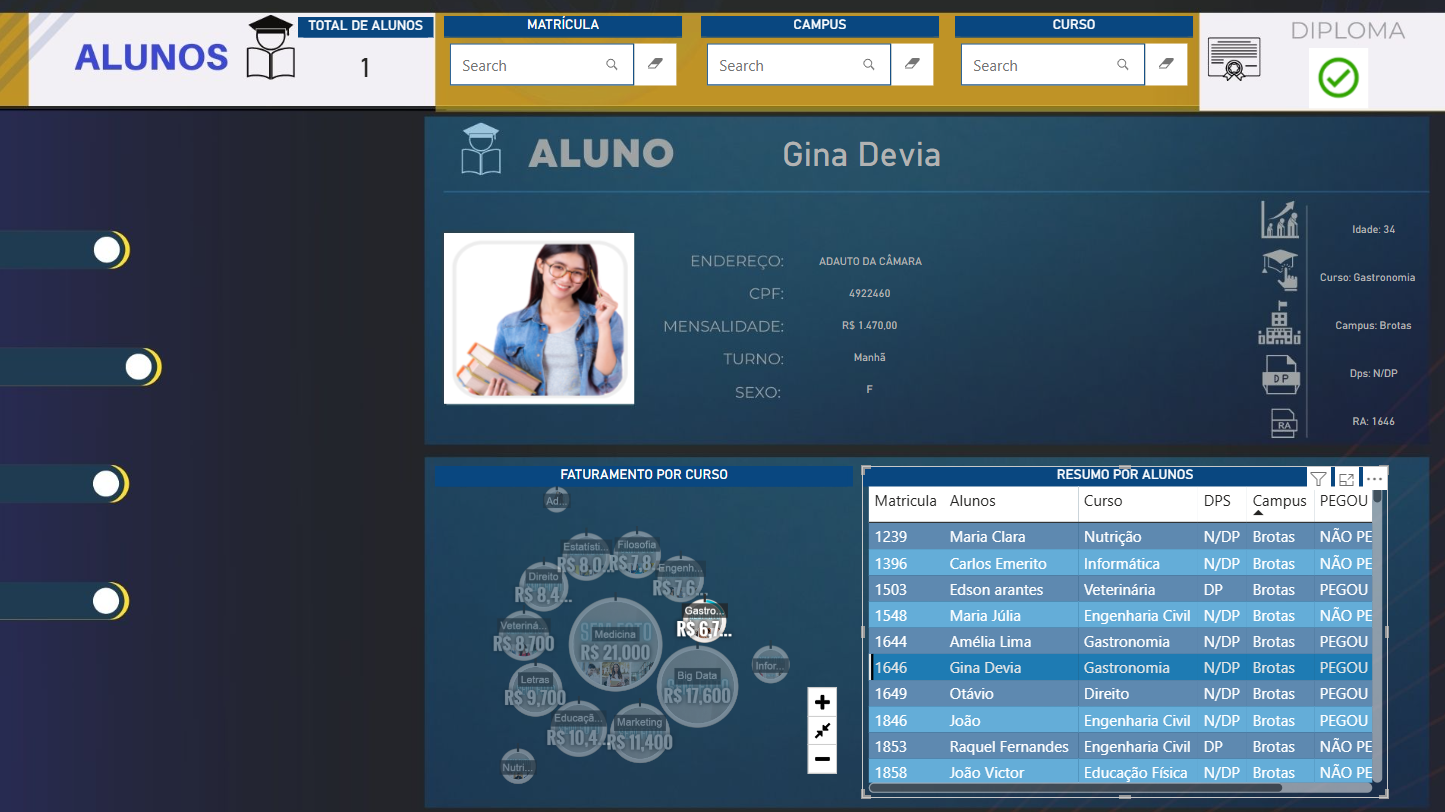 ALUNOS
TOTAL DE ALUNOS
1
MATRÍCULA
Search
CAMPUS
Search
CURSO
Search
DIPLOMA
ALUNO
Gina Devia
ENDEREÇO: ADAUTO DA CÂMARA
CPF: 4922460
MENSALIDADE: R$ 1.470,00
TURNO: Manhã
SEXO: F
Idade: 34
Curso: Gastronomia
Campus: Brotas
DP
Dps: N/DP
RA
RA: 1646
FATURAMENTO POR CURSO
Ad...
Estatísti...
R$ 8,0...
Filosofia
R$ 7,8...
Engenh...
R$ 7,6...
Direito
R$ 8,4...
Gastro...
R$ 6,7...
Veteriná...
R$ 8,700
Medicina
R$ 21,000
Infor...
Letras
R$ 9,700
Big Data
R$ 17,600
Educaçã...
R$ 10,4...
Marketing
R$ 11,400
Nutri...
RESUMO POR ALUNOS
Matricula Alunos Curso DPS Campus PEGOU
1239 Maria Clara Nutrição N/DP Brotas NÃO PE
1396 Carlos Emerito Informática N/DP Brotas NÃO PE
1503 Edson arantes Veterinária DP Brotas PEGOU
1548 Maria Júlia Engenharia Civil N/DP Brotas NÃO PE
1644 Amélia Lima Gastronomia N/DP Brotas PEGOU
1646 Gina Devia Gastronomia N/DP Brotas PEGOU
1649 Otávio Direito N/DP Brotas PEGOU
1846 João Engenharia Civil N/DP Brotas PEGOU
1853 Raquel Fernandes Engenharia Civil DP Brotas NÃO PE
1858 João Victor Educação Física N/DP Brotas NÃO PE